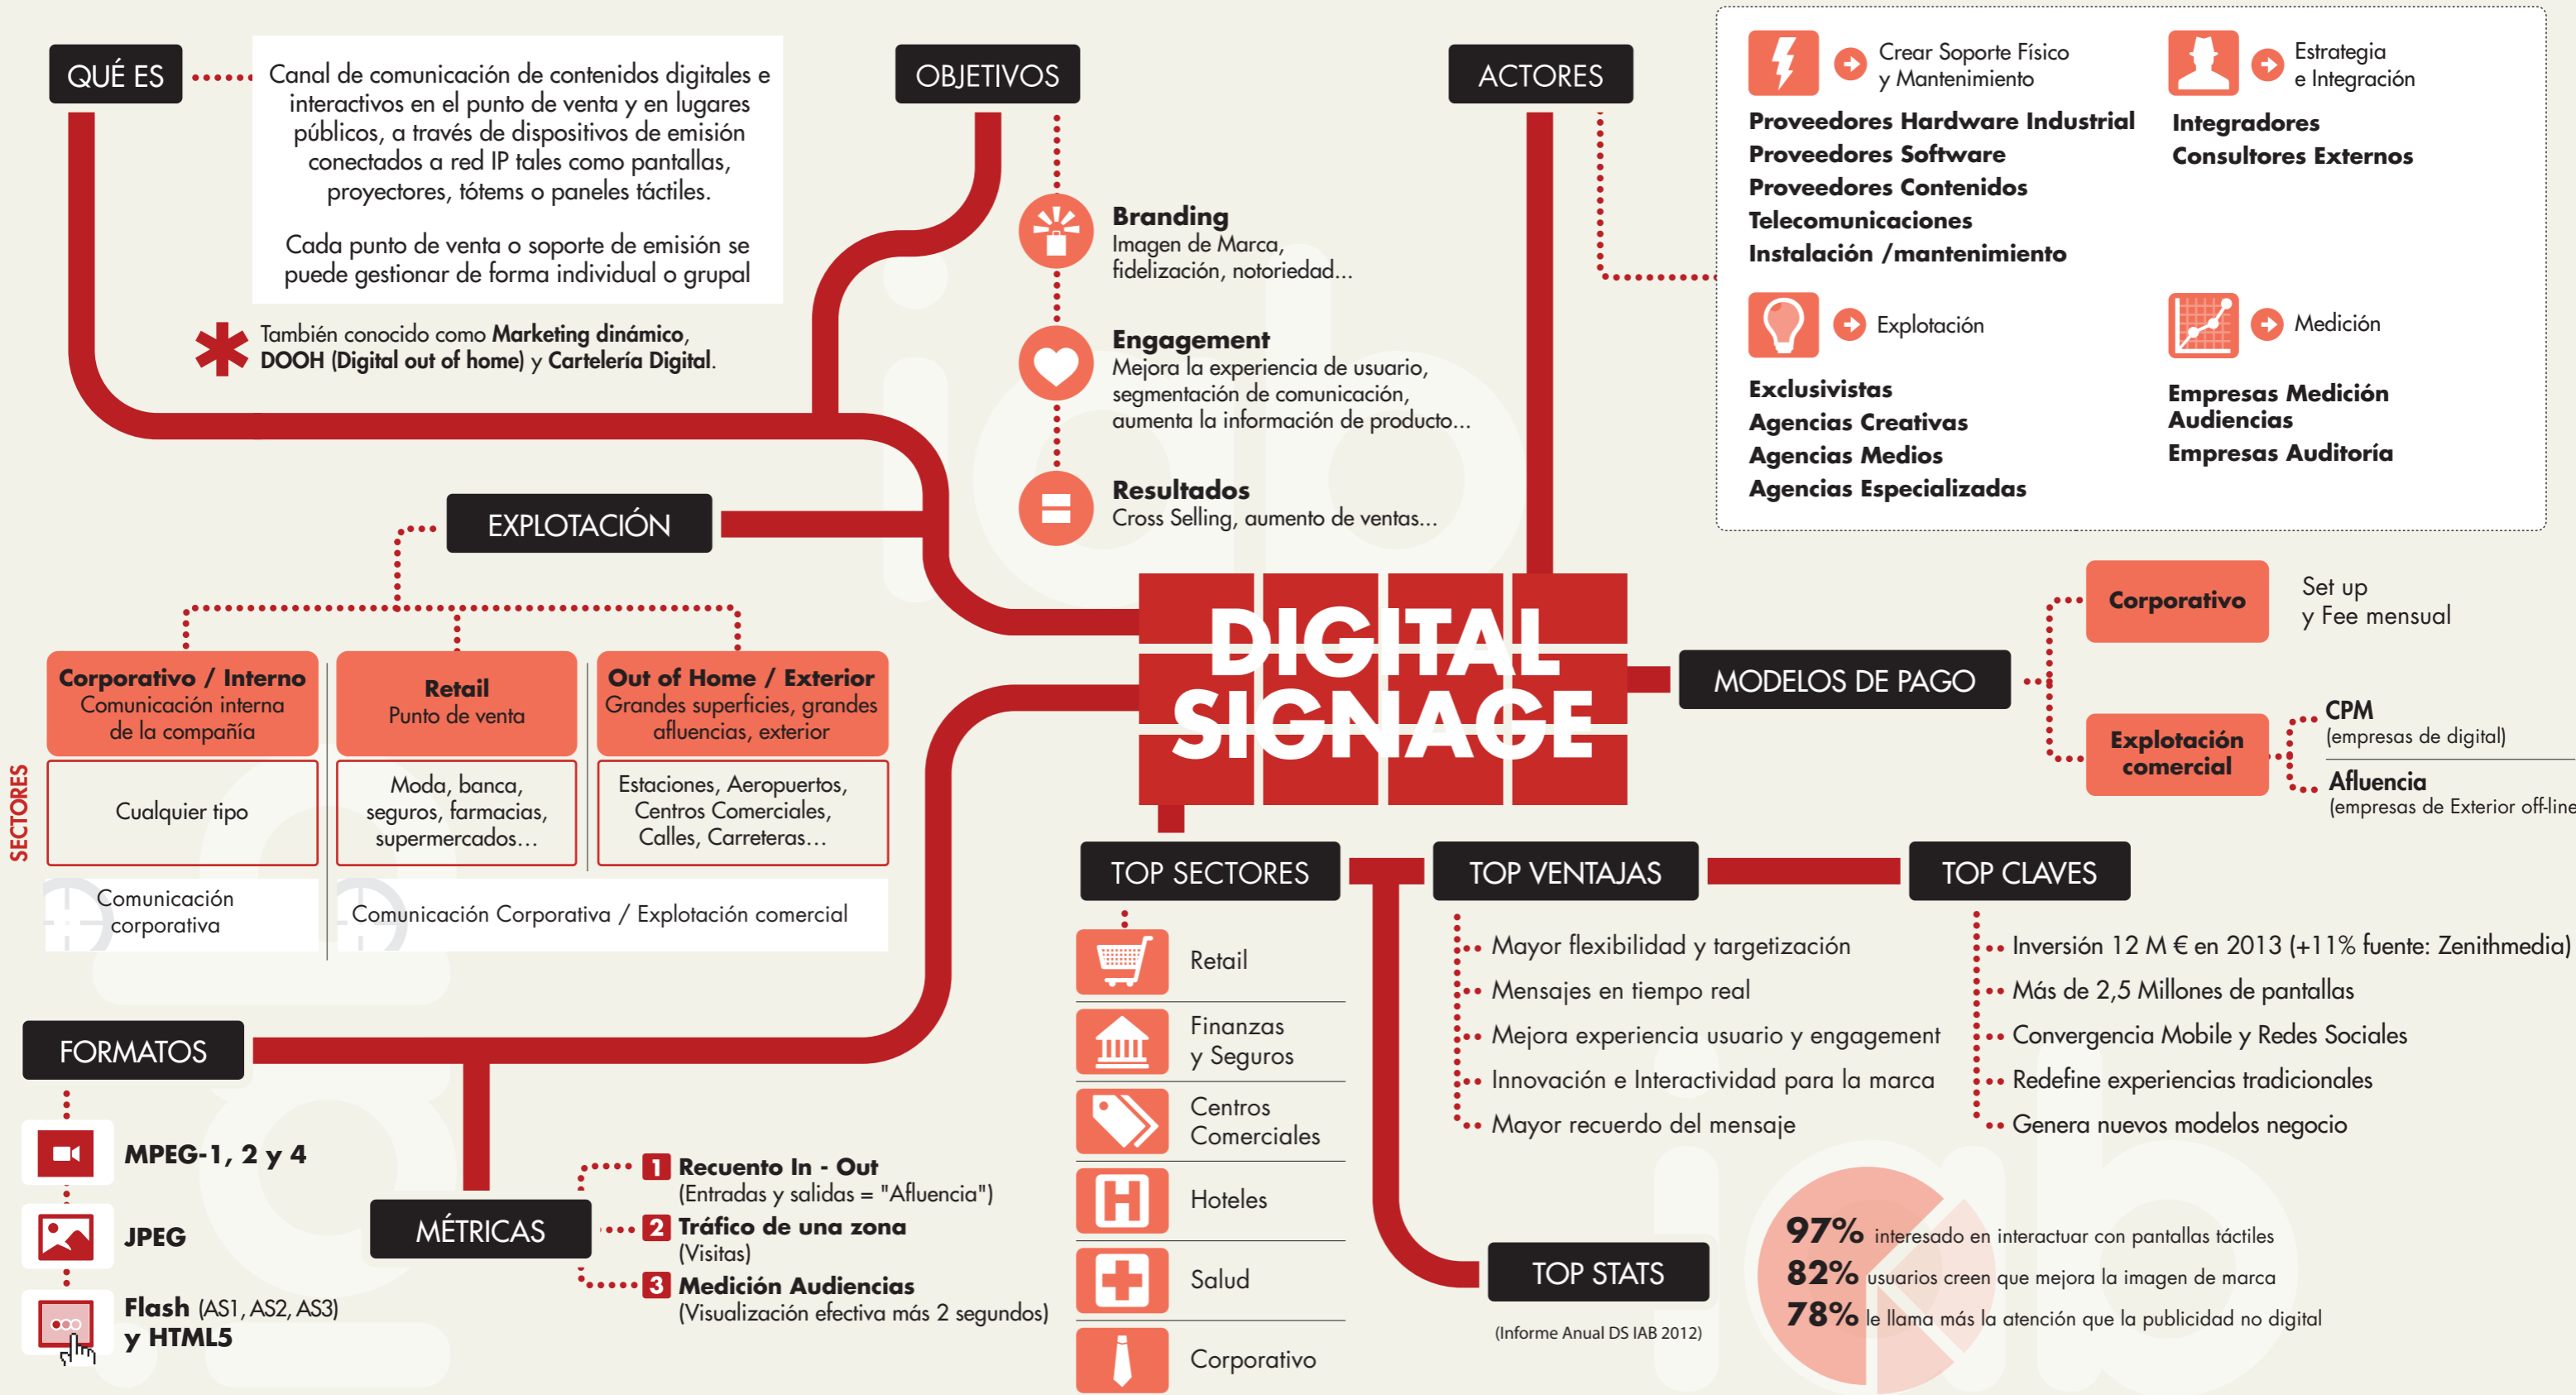 QUÉ ES
Canal de comunicación de contenidos digitales e
interactivos en el punto de venta y en lugares
públicos, a través de dispositivos de emisión
conectados a red IP tales como pantallas,
proyectores, tótems o paneles táctiles.
Cada punto de venta o soporte de emisión se
puede gestionar de forma individual o grupal
* También conocido como Marketing dinámico,
DOOH (Digital out of home) y Cartelería Digital.
OBJETIVOS
Branding
Imagen de Marca,
fidelización, notoriedad...
Engagement
Mejora la experiencia de usuario,
segmentación de comunicación,
aumenta la información de producto...
Resultados
Cross Selling, aumento de ventas...
ACTORES
Crear Soporte Físico
y Mantenimiento
Proveedores Hardware Industrial
Proveedores Software
Proveedores Contenidos
Telecomunicaciones
Instalación /mantenimiento
Estrategia
e Integración
Integradores
Consultores Externos
Explotación
Exclusivistas
Agencias Creativas
Agencias Medios
Agencias Especializadas
Medición
Empresas Medición
Audiencias
Empresas Auditoría
EXPLOTACIÓN
Corporativo / Interno
Comunicación interna
de la compañía
Retail
Punto de venta
Out of Home / Exterior
Grandes superficies, grandes
afluencias, exterior
SECTORES
Cualquier tipo
Moda, banca,
seguros, farmacias,
supermercados...
Estaciones, Aeropuertos,
Centros Comerciales,
Calles, Carreteras...
Comunicación
corporativa
Comunicación Corporativa / Explotación comercial
DIGITAL
SIGNAGE
MODELOS DE PAGO
Corporativo
Set up
y Fee mensual
Explotación
comercial
CPM
(empresas de digital)
Afluencia
(empresas de Exterior off-line
FORMATOS
MPEG-1, 2 y 4
JPEG
Flash (AS1, AS2, AS3)
y HTML5
MÉTRICAS
1 Recuento In - Out
(Entradas y salidas = "Afluencia")
2 Tráfico de una zona
(Visitas)
3 Medición Audiencias
(Visualización efectiva más 2 segundos)
TOP SECTORES
Retail
Finanzas
y Seguros
Centros
Comerciales
H
Hoteles
Salud
Corporativo
TOP VENTAJAS
Mayor flexibilidad y targetización
Mensajes en tiempo real
Mejora experiencia usuario y engagement
Innovación e Interactividad para la marca
Mayor recuerdo del mensaje
TOP CLAVES
Inversión 12 M € en 2013 (+11% fuente: Zenithmedia)
Más de 2,5 Millones de pantallas
Convergencia Mobile y Redes Sociales
Redefine experiencias tradicionales
Genera nuevos modelos negocio
TOP STATS
(Informe Anual DS IAB 2012)
97% interesado en interactuar con pantallas táctiles
82% usuarios creen que mejora la imagen de marca
78% le llama más la atención que la publicidad no digital
iab
iab